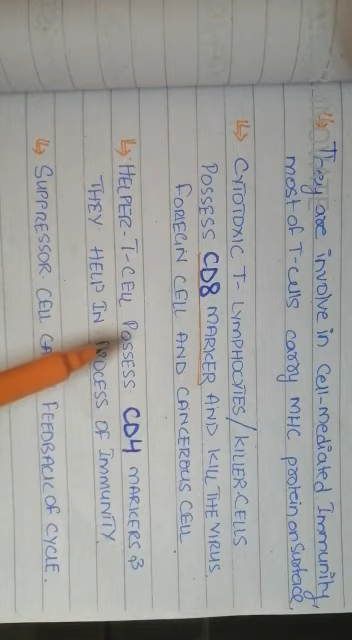 ↳ They are involve in cell-mediated Immunity,
most of T-cells carry MHC protein on surface.
↳ CYTOTOXIC T-LYMPHOCYTES/KILLER CELLS
POSSESS CD8 MARKER AND KILL THE VIRUS
FORIEGN CELL AND CANCEROUS CELL.
↳ HELPER-T-CELL POSSESS CD4 MARKERS &
THEY HELP IN PROCESS OF IMMUNITY.
↳ SUPPRESSOR CELL FEEDBACK OF CYCLE.